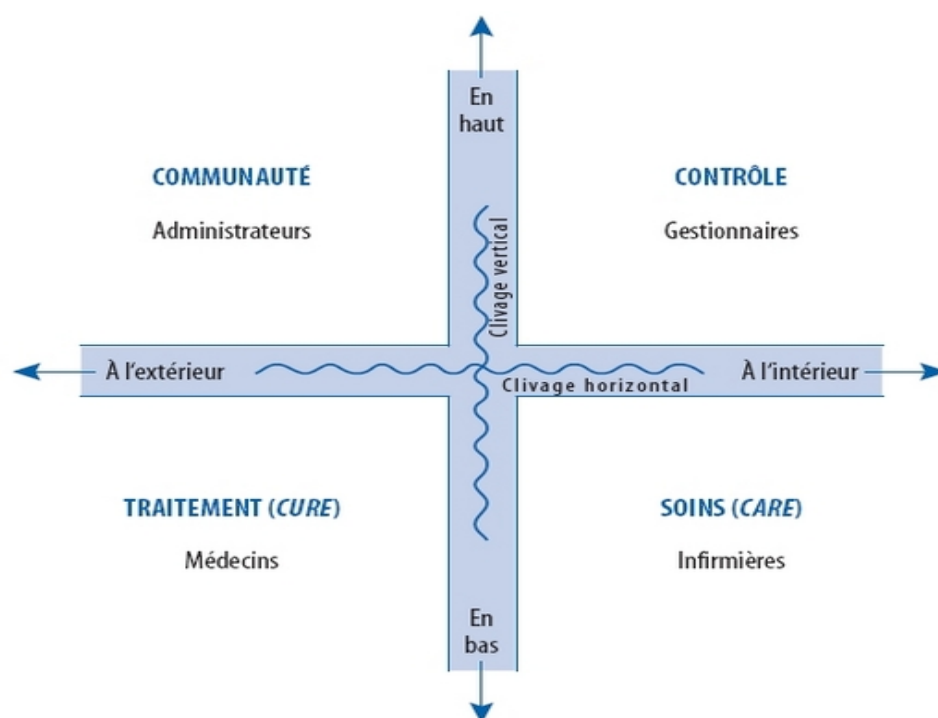 En
haut
COMMUNAUTÉ
Administrateurs
CONTRÔLE
Gestionnaires
Clivage vertical
À l'extérieur
Clivage horizontal
À l'intérieur
TRAITEMENT (CURE)
Médecins
SOINS (CARE)
Infirmières
En
bas